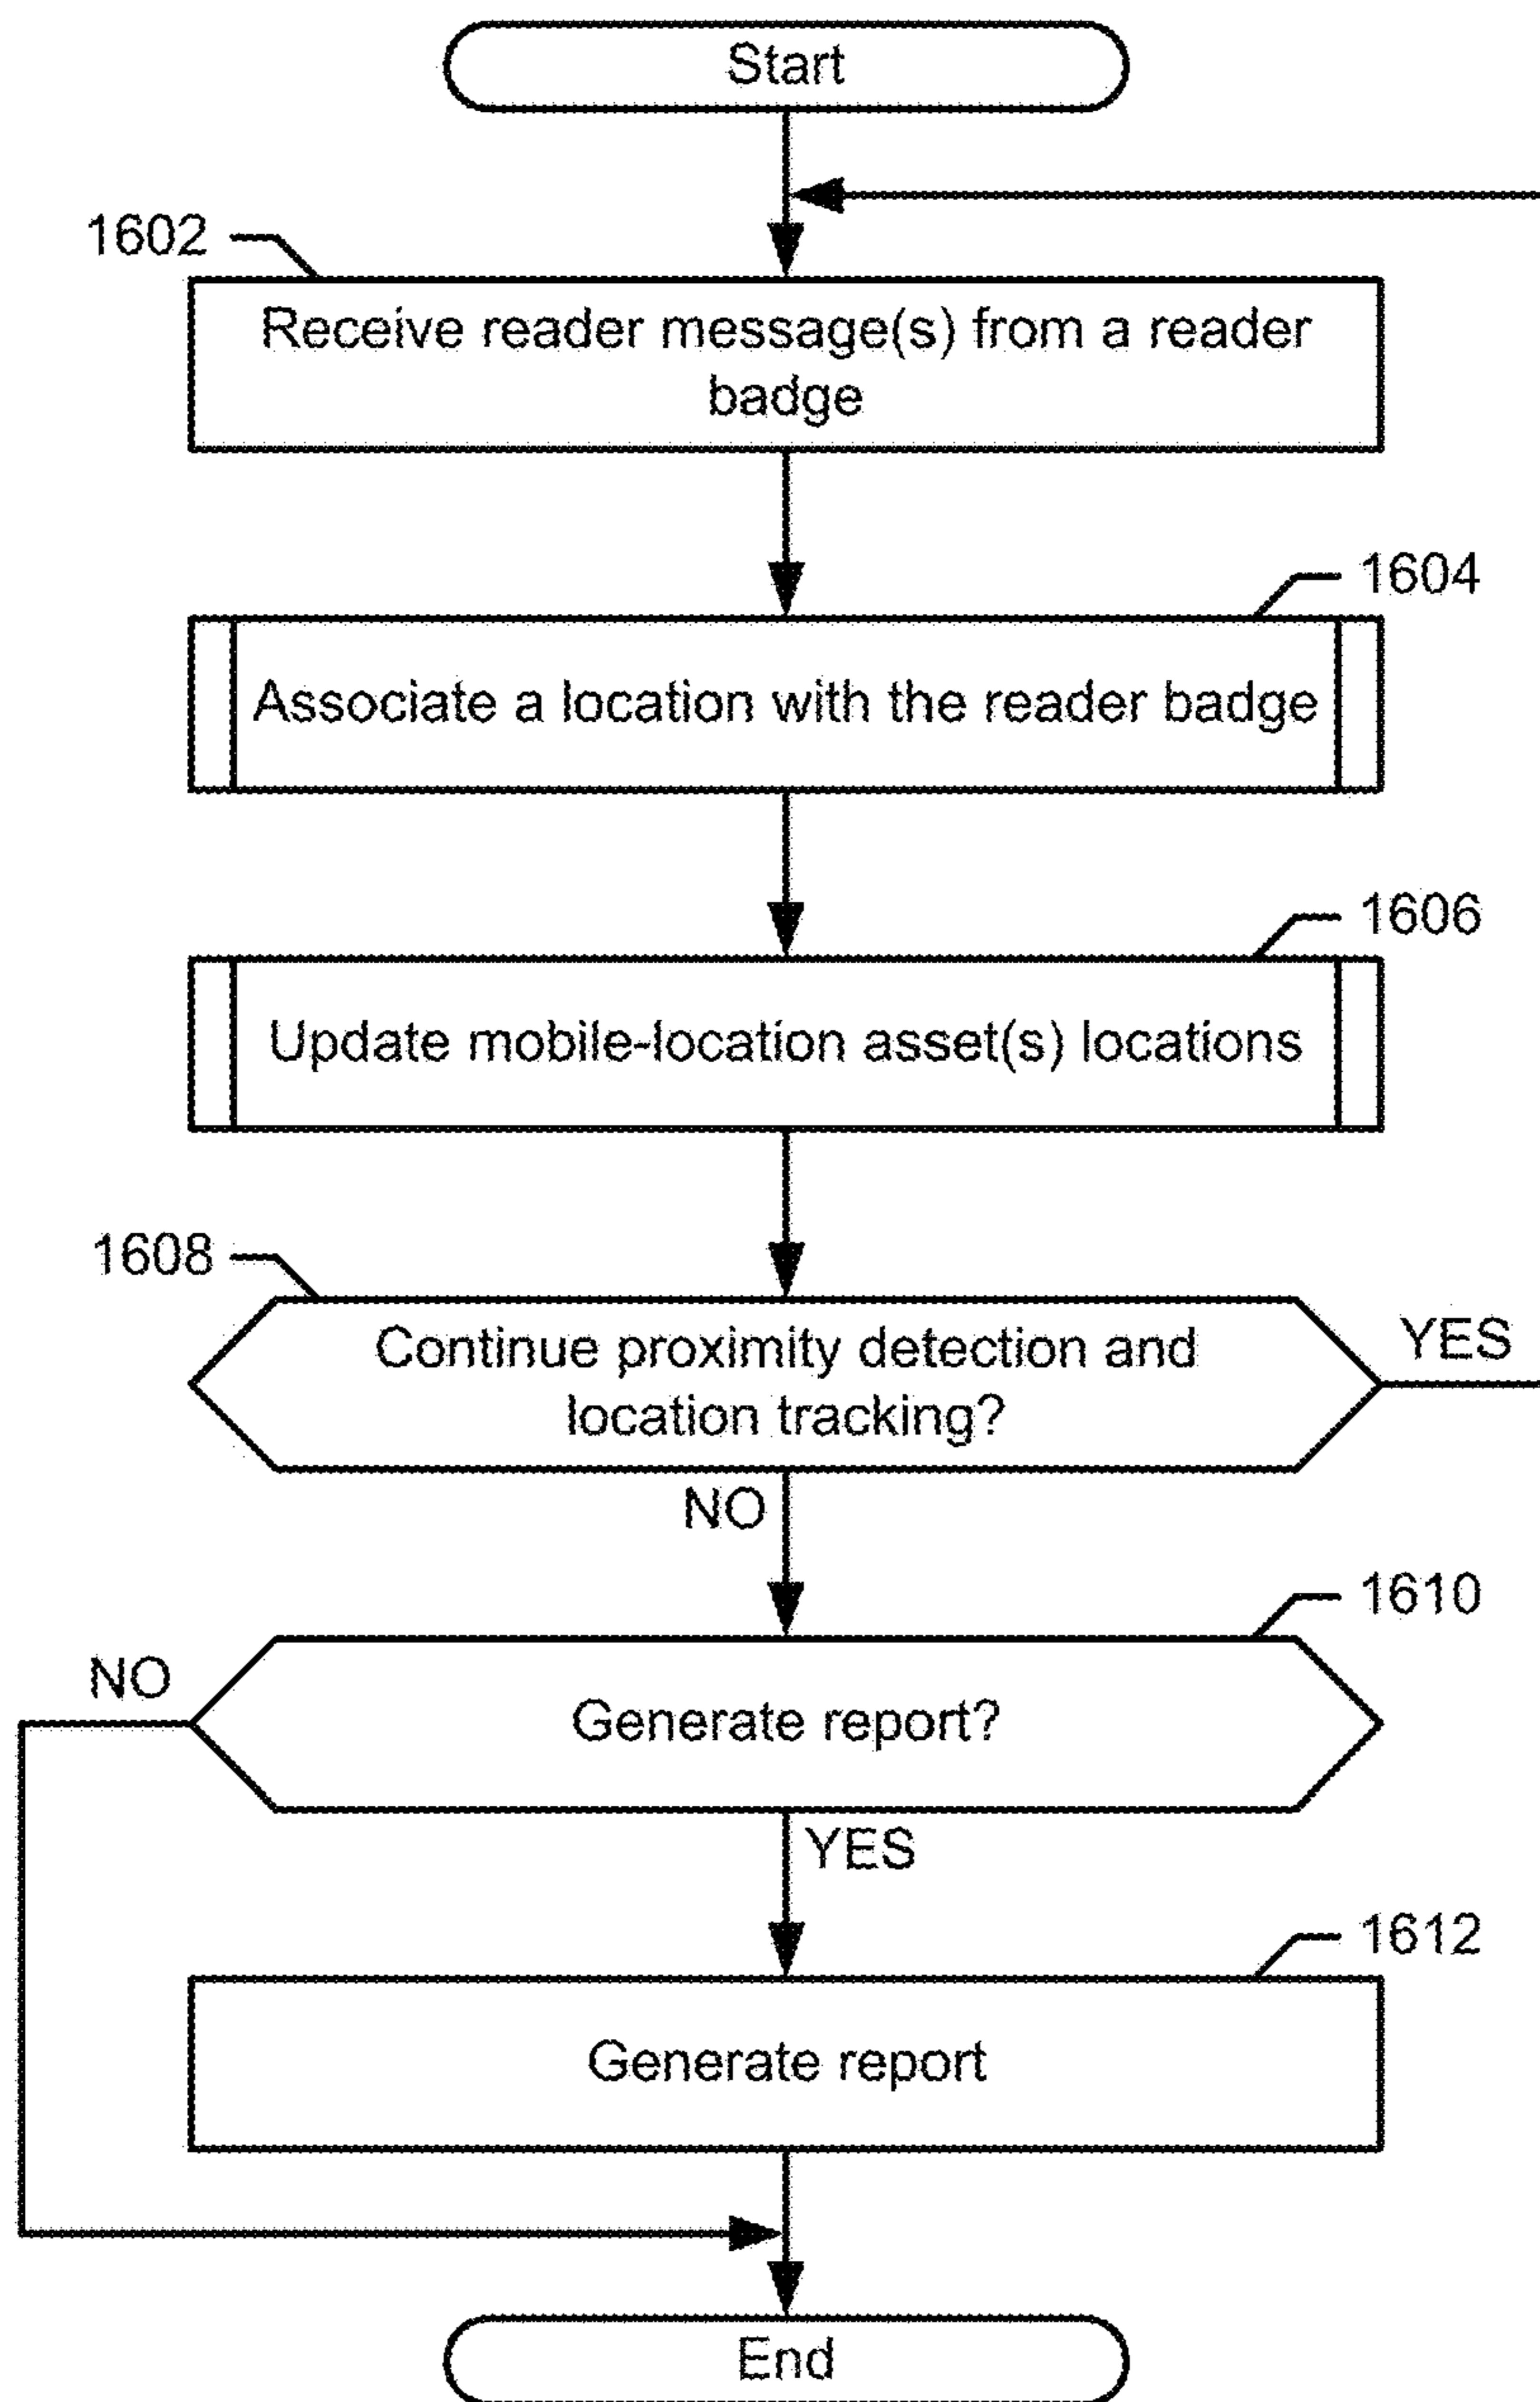 Start
1602
Receive reader message(s) from a reader
badge
1604
Associate a location with the reader badge
1606
Update mobile-location asset(s) locations
1608
Continue proximity detection and
location tracking?
YES
NO
1610
NO
Generate report?
YES
1612
Generate report
End